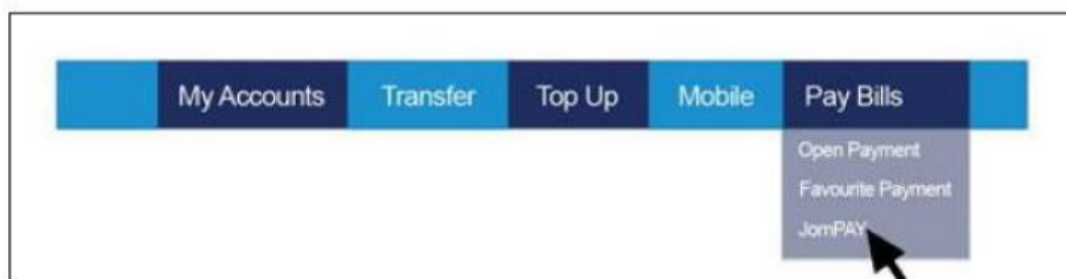 My Accounts Transfer Top Up Mobile Pay Bills
Open Payment
Favourite Payment
JomPAY